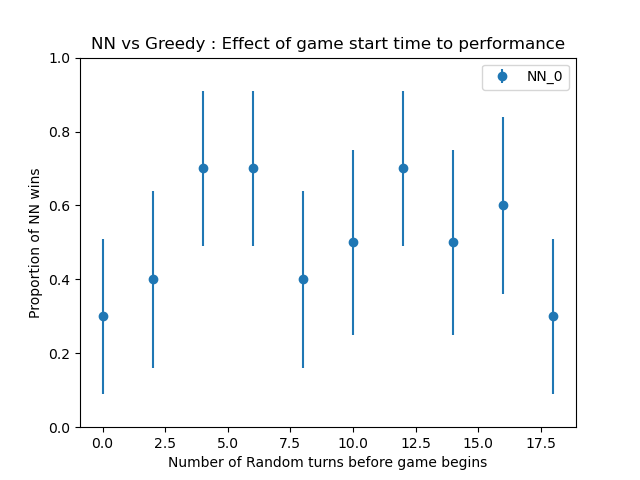 NN vs Greedy : Effect of game start time to performance
NN_0
1.0
0.8
0.6
0.4
0.2
0.0
Proportion of NN wins
0.0 2.5 5.0 7.5 10.0 12.5 15.0 17.5
Number of Random turns before game begins